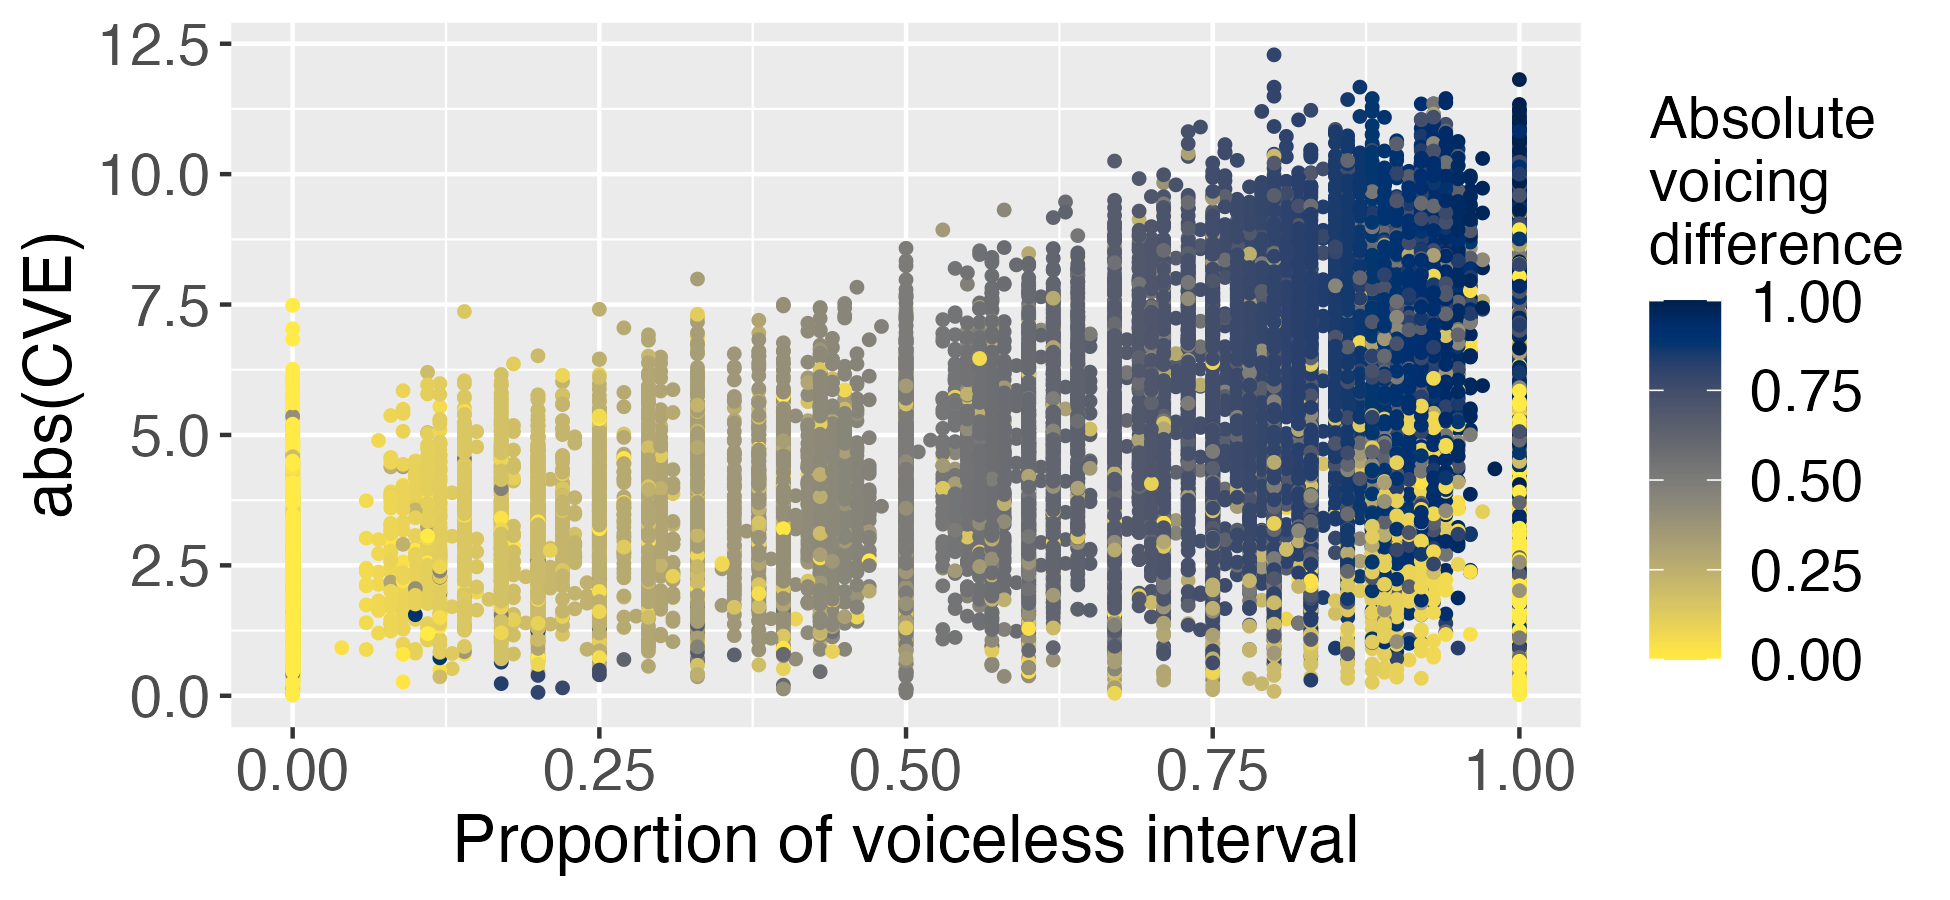 12.5
10.0
7.5
5.0
2.5
0.0
abs(CVE)
0.00 0.25 0.50 0.75 1.00
Proportion of voiceless interval
Absolute
voicing
difference
1.00
0.75
0.50
0.25
0.00